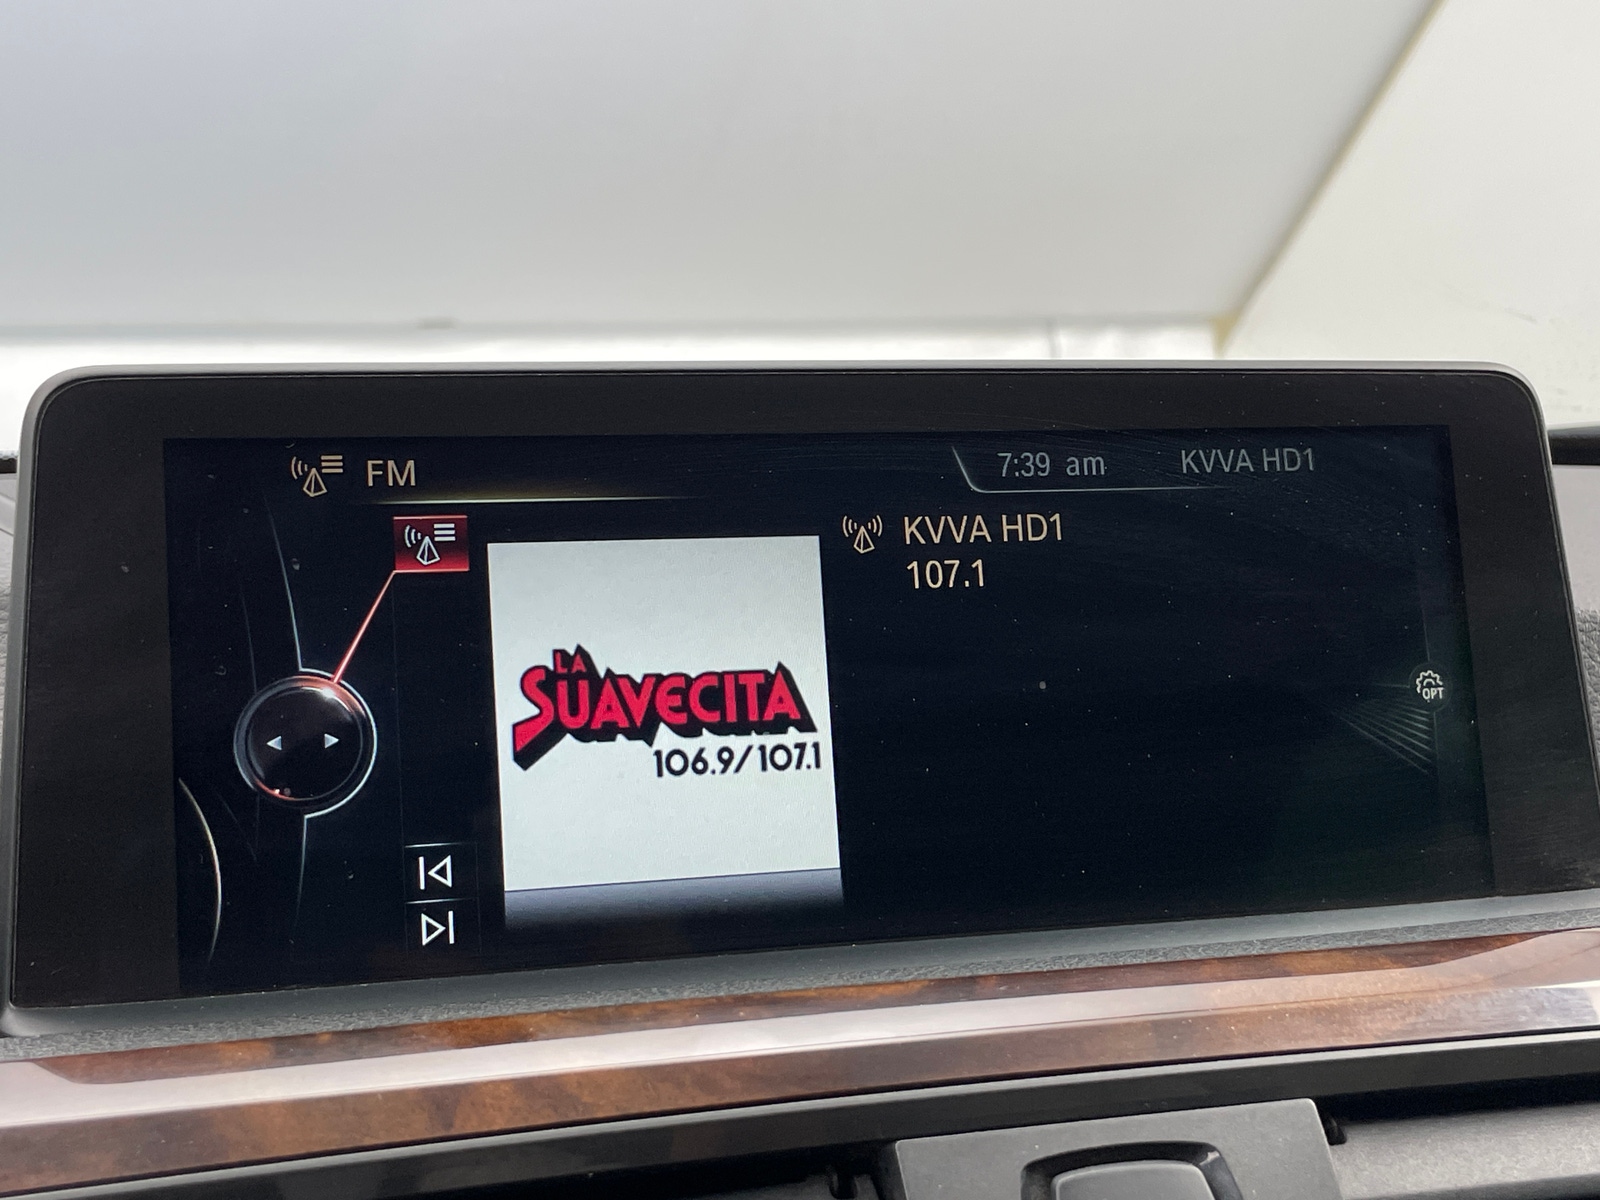 FM
7:39 am
KVVA HD1
KVVA HD1
107.1
LA
SUAVECITA
106.9/107.1
OPT